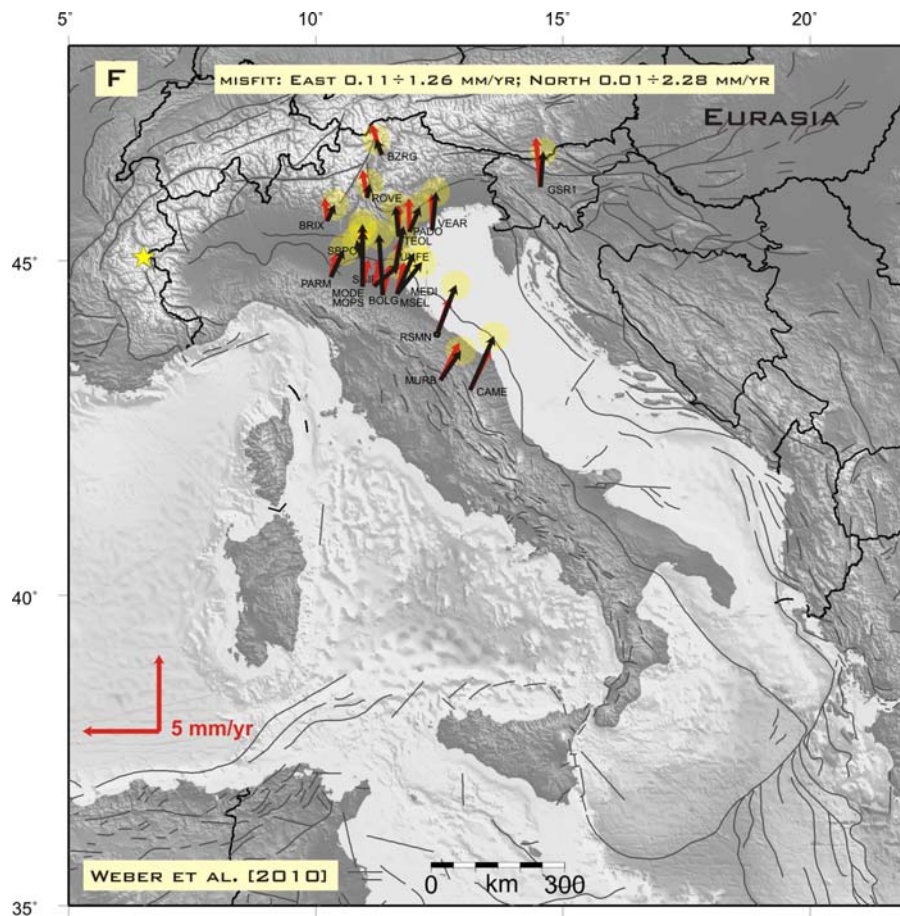 5° 10° 15° 20°
F
MISFIT: EAST 0.11÷1.26 MM/YR; NORTH 0.01÷2.28 MM/YR
EURASIA
BZRG
GSR1
ROVE
BRIX
VEAR
PADO
TEOL
SBPO
45°
PARM
MEDI
MODE
BOLG
MSEL
MOPS
RSMN
MURB
CAME
40°
5 mm/yr
WEBER ET AL. [2010]
0 km 300
35°